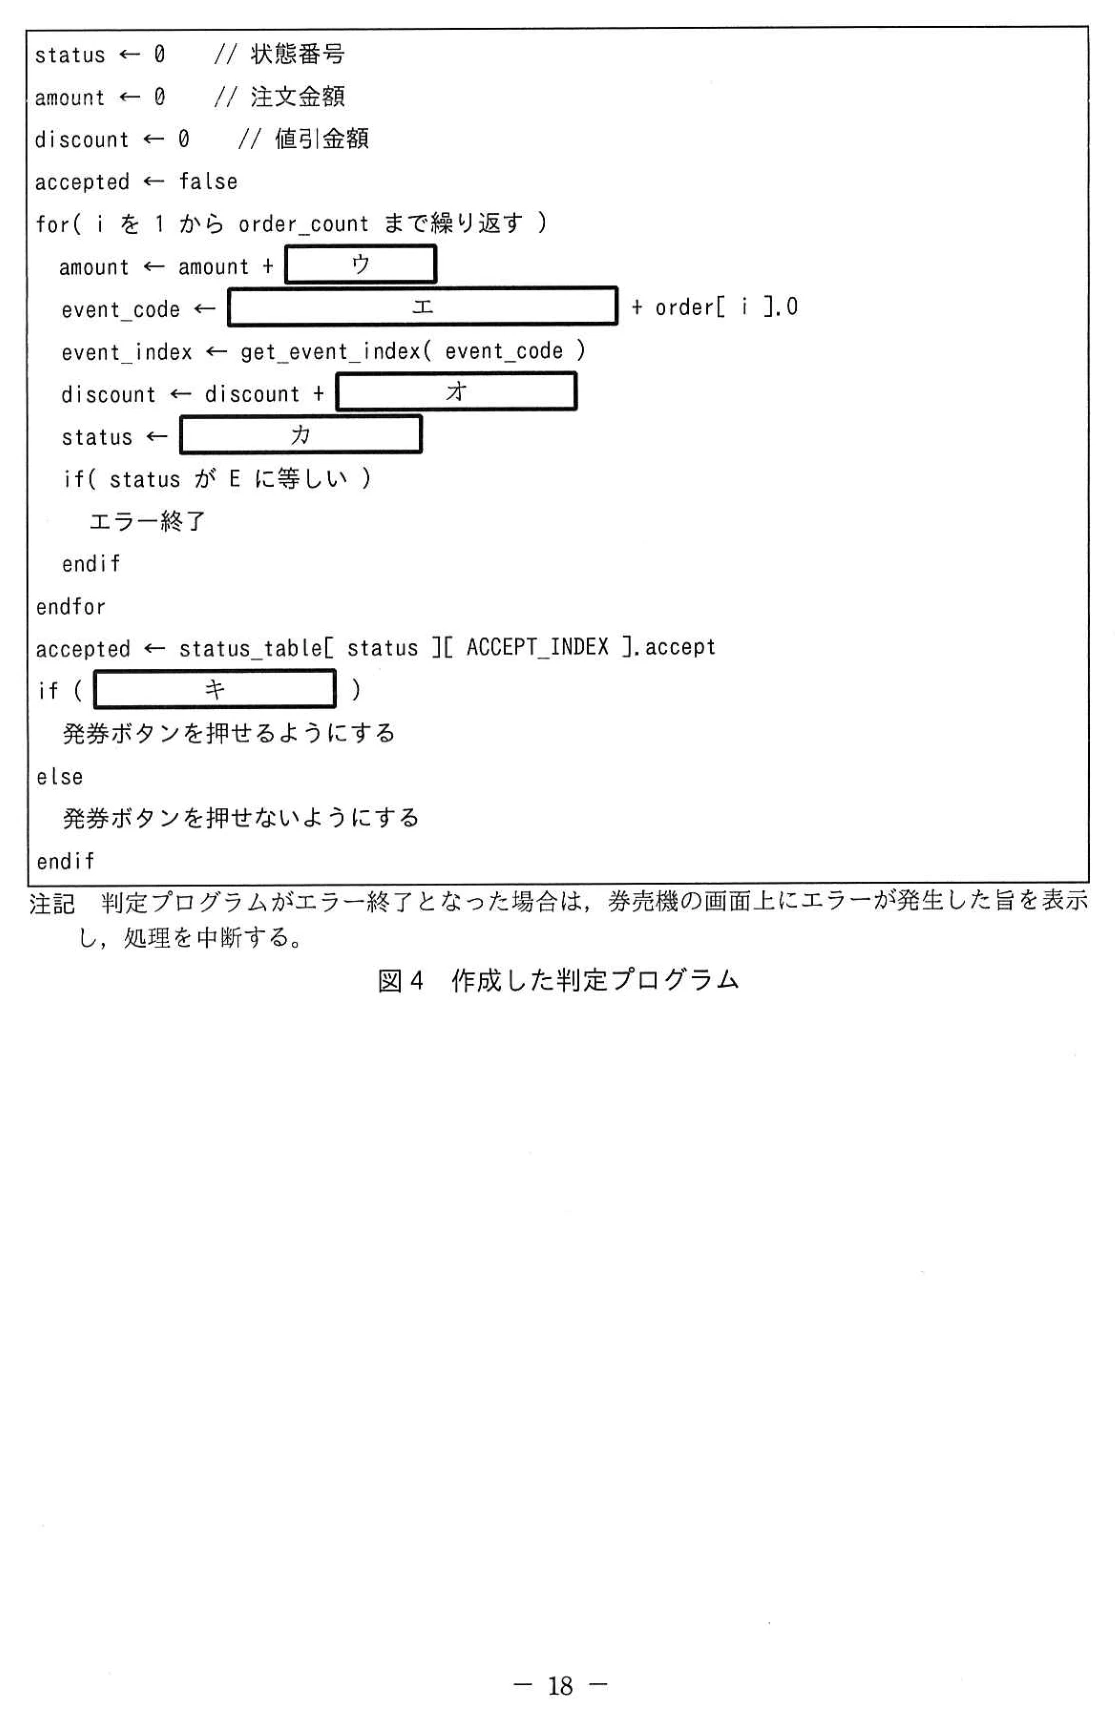 status ← 0　　// 状態番号
amount ← 0　　// 注文金額
discount ← 0　　// 値引金額
accepted ← false
for( i を 1 から order_count まで繰り返す )
amount ← amount + ウ
event_code ← エ + order[ i ].O
event_index ← get_event_index( event_code )
discount ← discount + オ
status ← カ
if( status が E に等しい )
エラー終了
endif
endfor
accepted ← status_table[ status ][ ACCEPT_INDEX ].accept
if ( キ )
発券ボタンを押せるようにする
else
発券ボタンを押せないようにする
endif
注記　判定プログラムがエラー終了となった場合は，券売機の画面上にエラーが発生した旨を表示
し，処理を中断する。
図4　作成した判定プログラム
― 18 ―